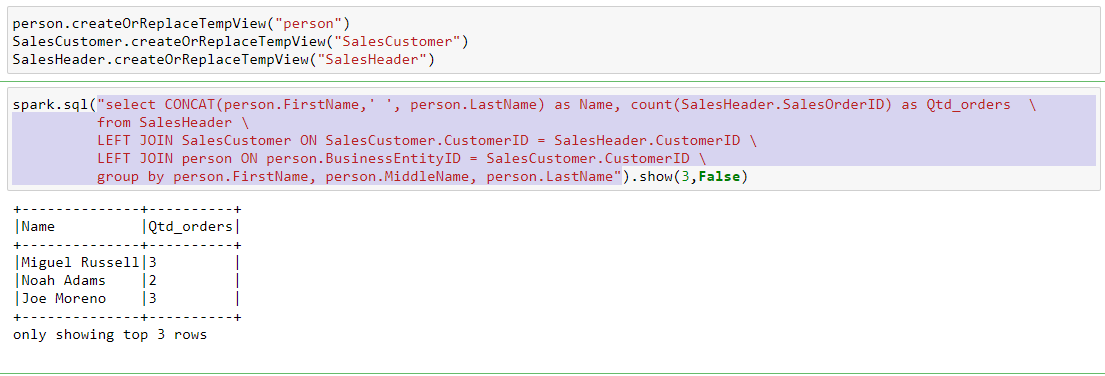 person.createOrReplaceTempView("person")
SalesCustomer.createOrReplaceTempView("SalesCustomer")
SalesHeader.createOrReplaceTempView("SalesHeader")
spark.sql("select CONCAT(person.FirstName,' ', person.LastName) as Name, count(SalesHeader.SalesOrderID) as Qtd_orders  \
          from SalesHeader \
          LEFT JOIN SalesCustomer ON SalesCustomer.CustomerID = SalesHeader.CustomerID \
          LEFT JOIN person ON person.BusinessEntityID = SalesCustomer.CustomerID \
          group by person.FirstName, person.MiddleName, person.LastName").show(3,False)
+--------------+----------+
|Name          |Qtd_orders|
+--------------+----------+
|Miguel Russell|3         |
|Noah Adams    |2         |
|Joe Moreno    |3         |
+--------------+----------+
only showing top 3 rows